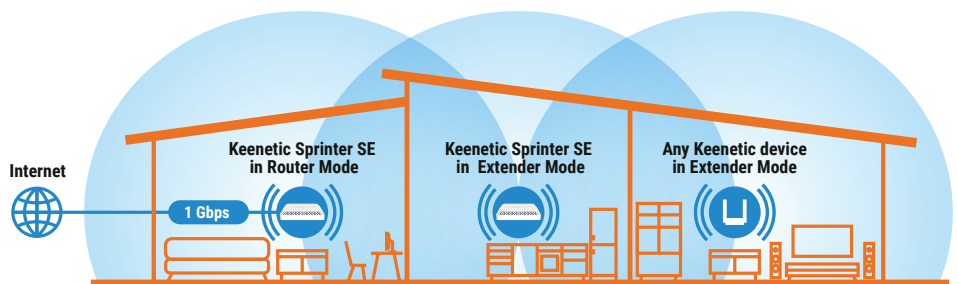 Keenetic Sprinter SE
in Router Mode
Keenetic Sprinter SE
in Extender Mode
Any Keenetic device
in Extender Mode
Internet
1 Gbps